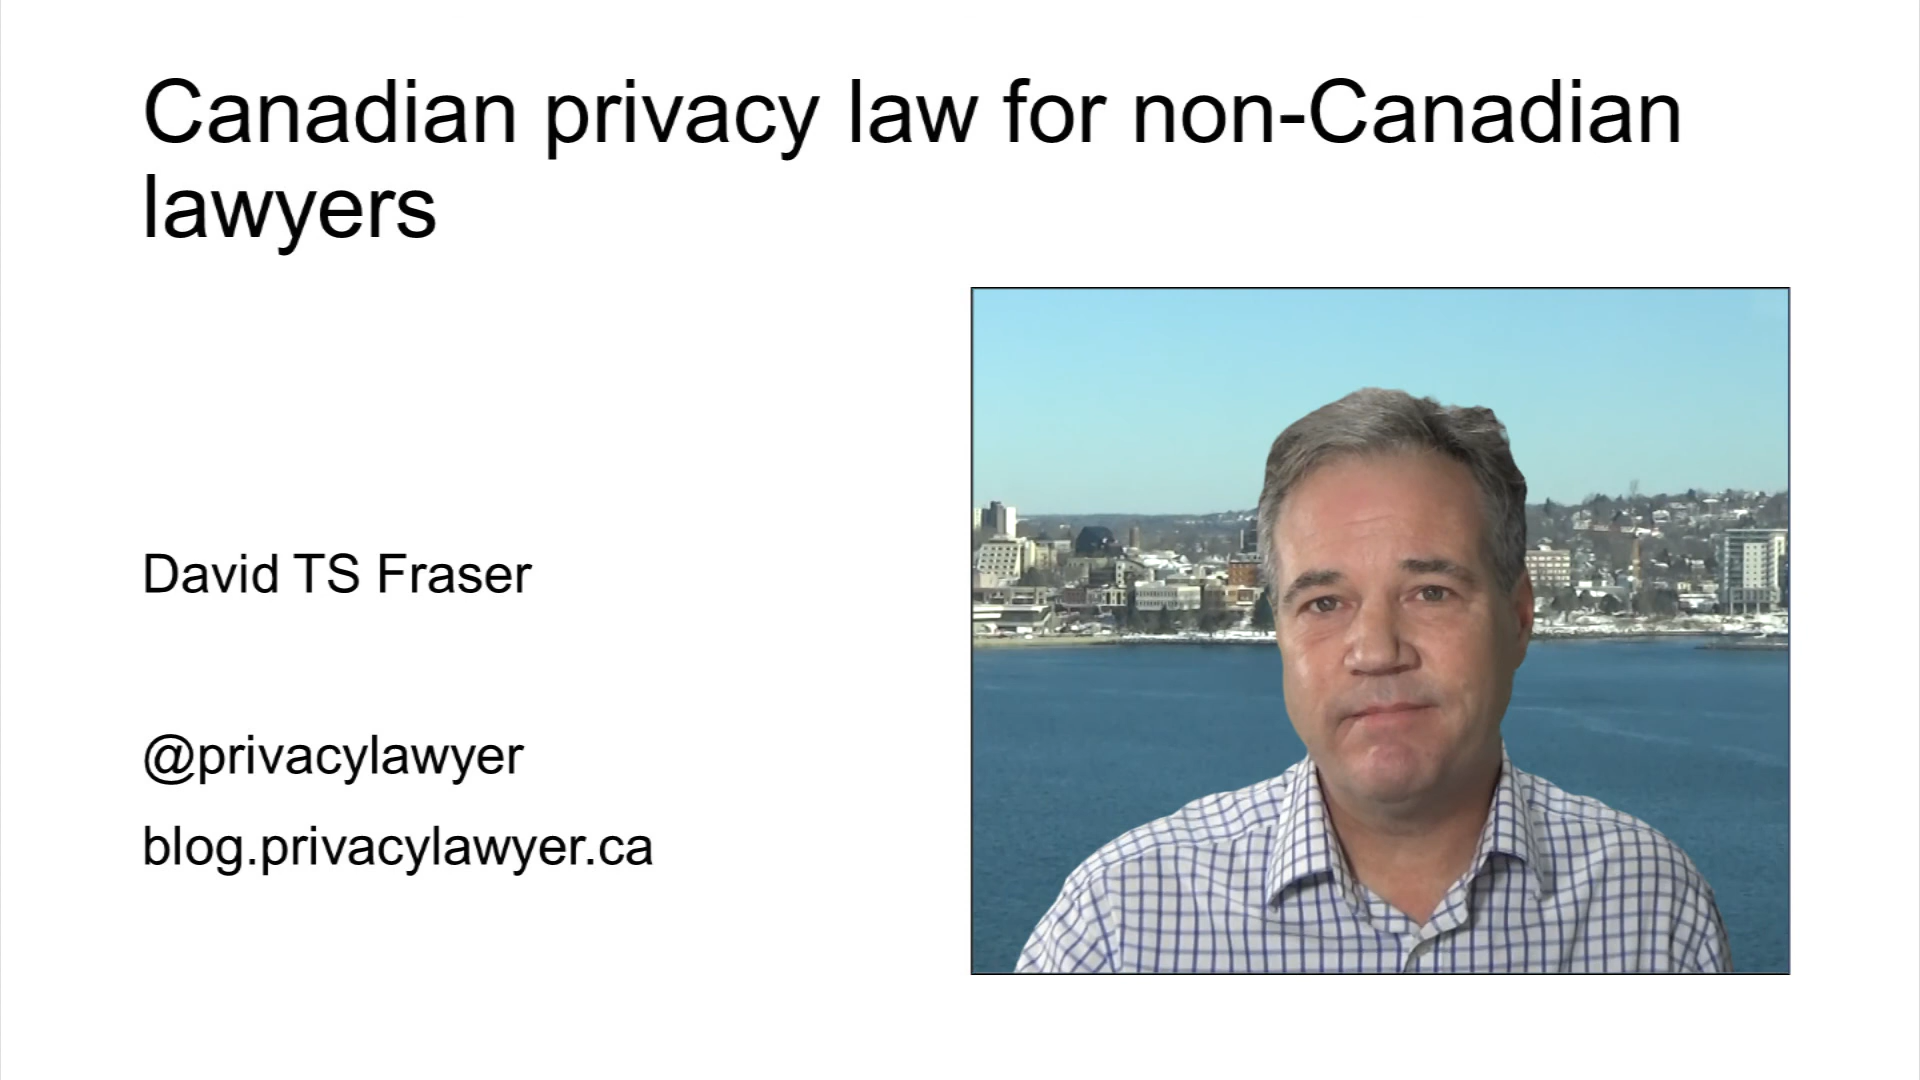 Canadian privacy law for non-Canadian
lawyers
David TS Fraser
@privacylawyer
blog.privacylawyer.ca